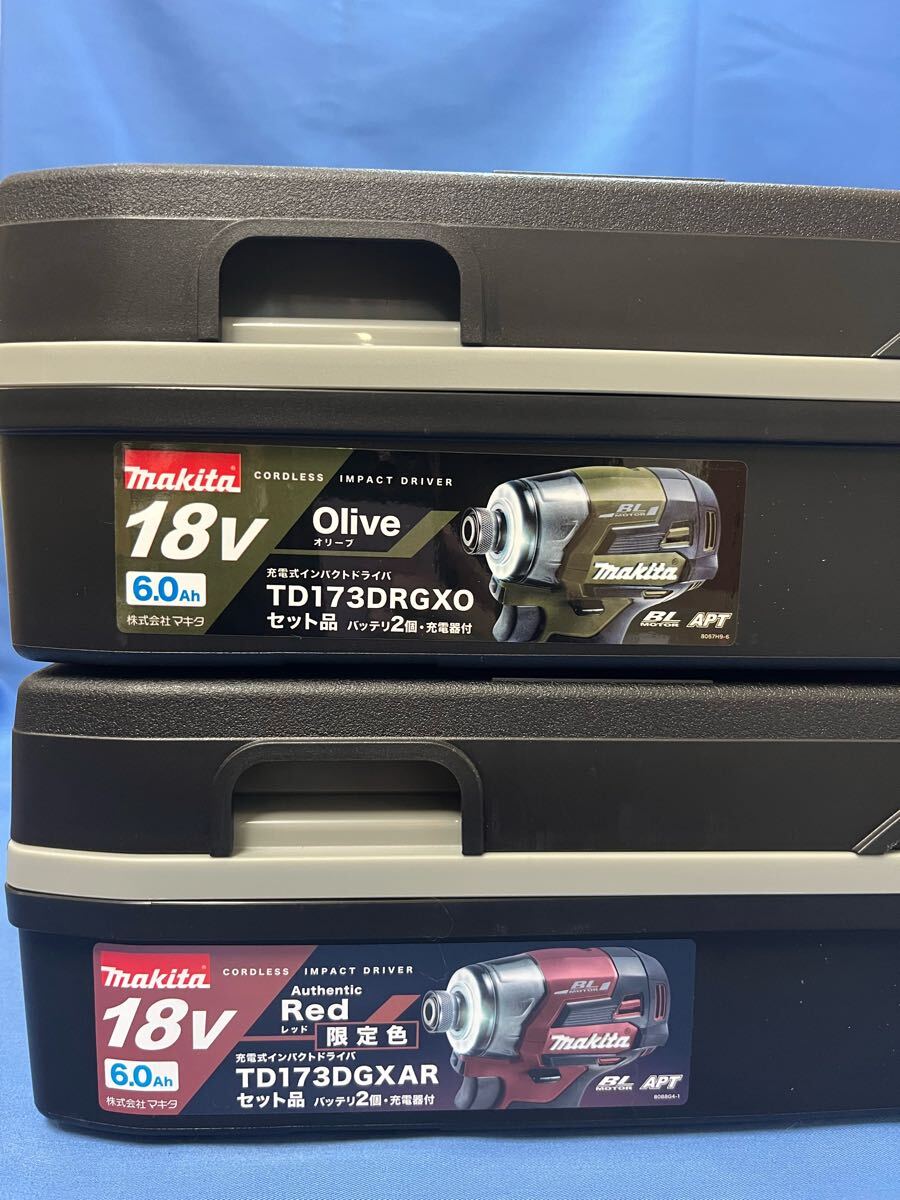 makita
CORDLESS IMPACT DRIVER
18V
Olive
オリーブ
6.0Ah
充電式インパクトドライバ
TD173DRGXO
セット品 バッテリ2個・充電器付
株式会社マキタ
BL
MOTOR
makita
BL
MOTOR
APT
8067H9-6
makita
CORDLESS IMPACT DRIVER
18V
Authentic
Red
レッド
限定色
6.0Ah
充電式インパクトドライバ
TD173DGXAR
セット品 バッテリ2個・充電器付
株式会社マキタ
BL
MOTOR
makita
BL
MOTOR
APT
8088G4-1